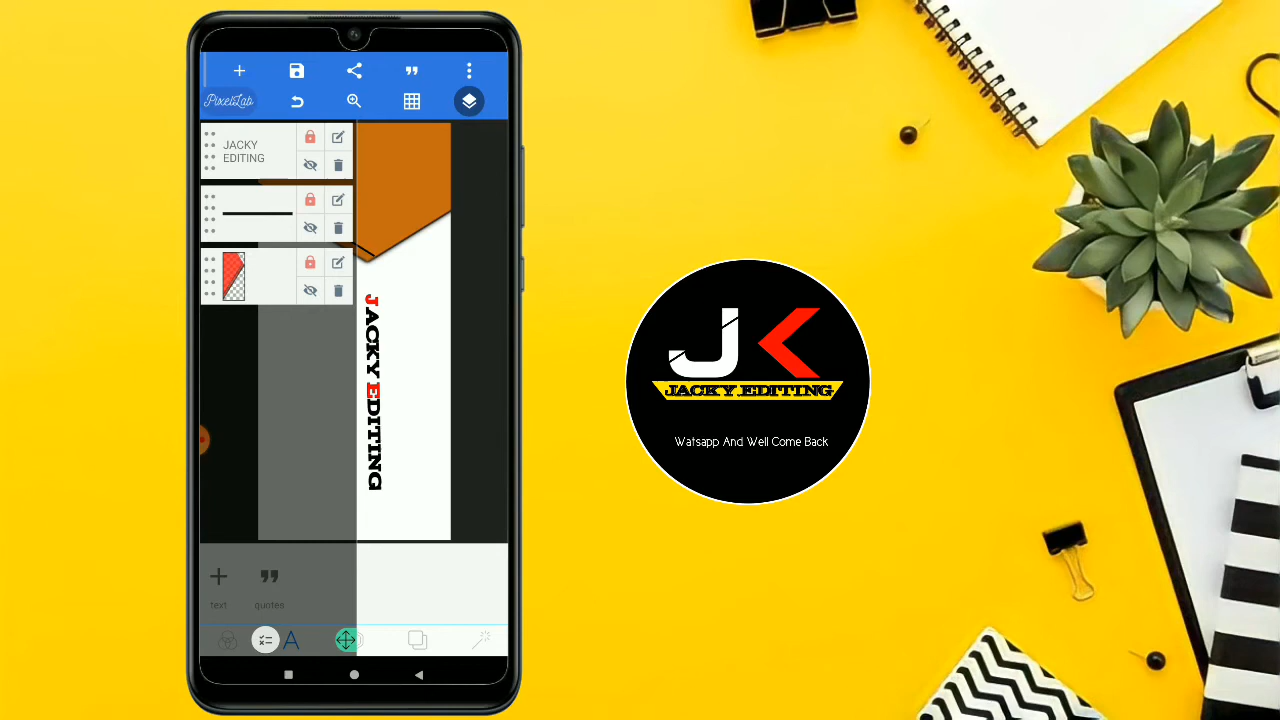 PixelLab
JACKY
EDITING
JACKY EDITING
text
quotes
JK
JACKY EDITING
Watsapp And Well Come Back